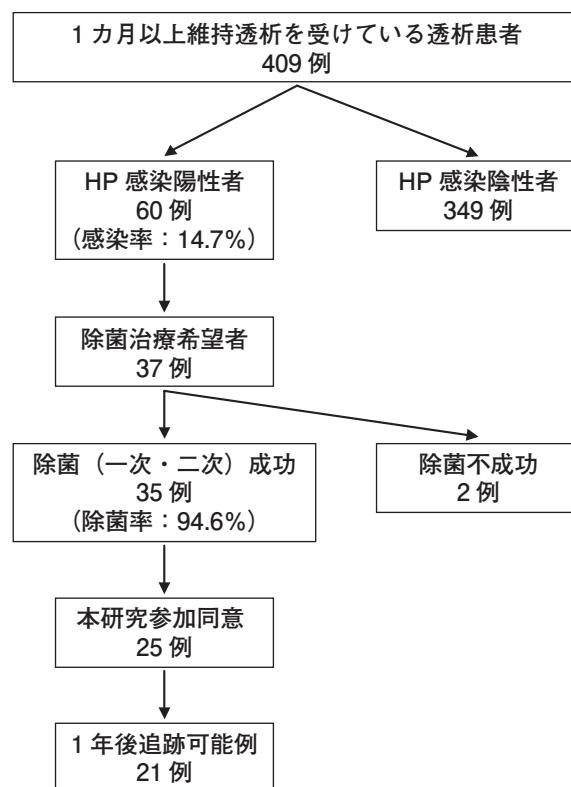 1 カ月以上維持透析を受けている透析患者
409 例
HP 感染陽性者
60 例
（感染率：14.7%）
HP 感染陰性者
349 例
除菌治療希望者
37 例
除菌（一次・二次）成功
35 例
（除菌率：94.6%）
除菌不成功
2 例
本研究参加同意
25 例
1 年後追跡可能例
21 例